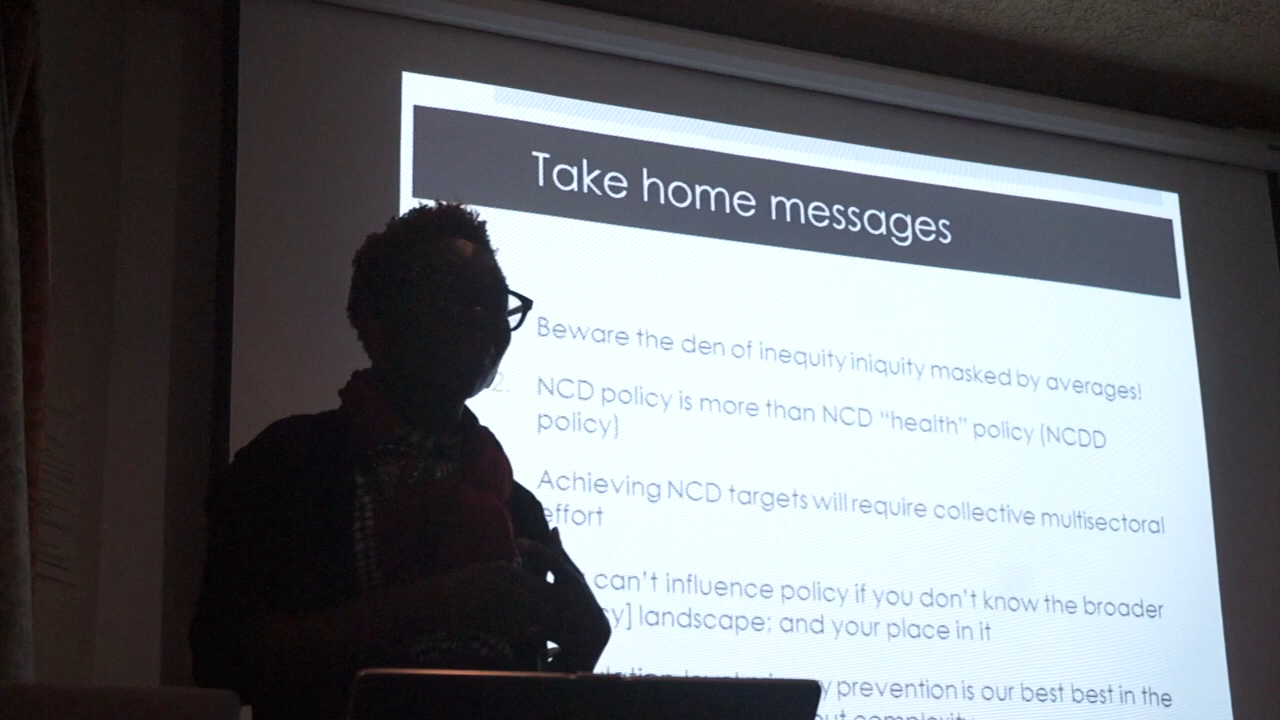 Take home messages
Beware the den of inequity iniquity masked by averages!
2. NCD policy is more than NCD “health” policy (NCDD
policy)
Achieving NCD targets will require collective multisectoral
effort
can’t influence policy if you don’t know the broader
cy] landscape; and your place in it
prevention is our best best in the